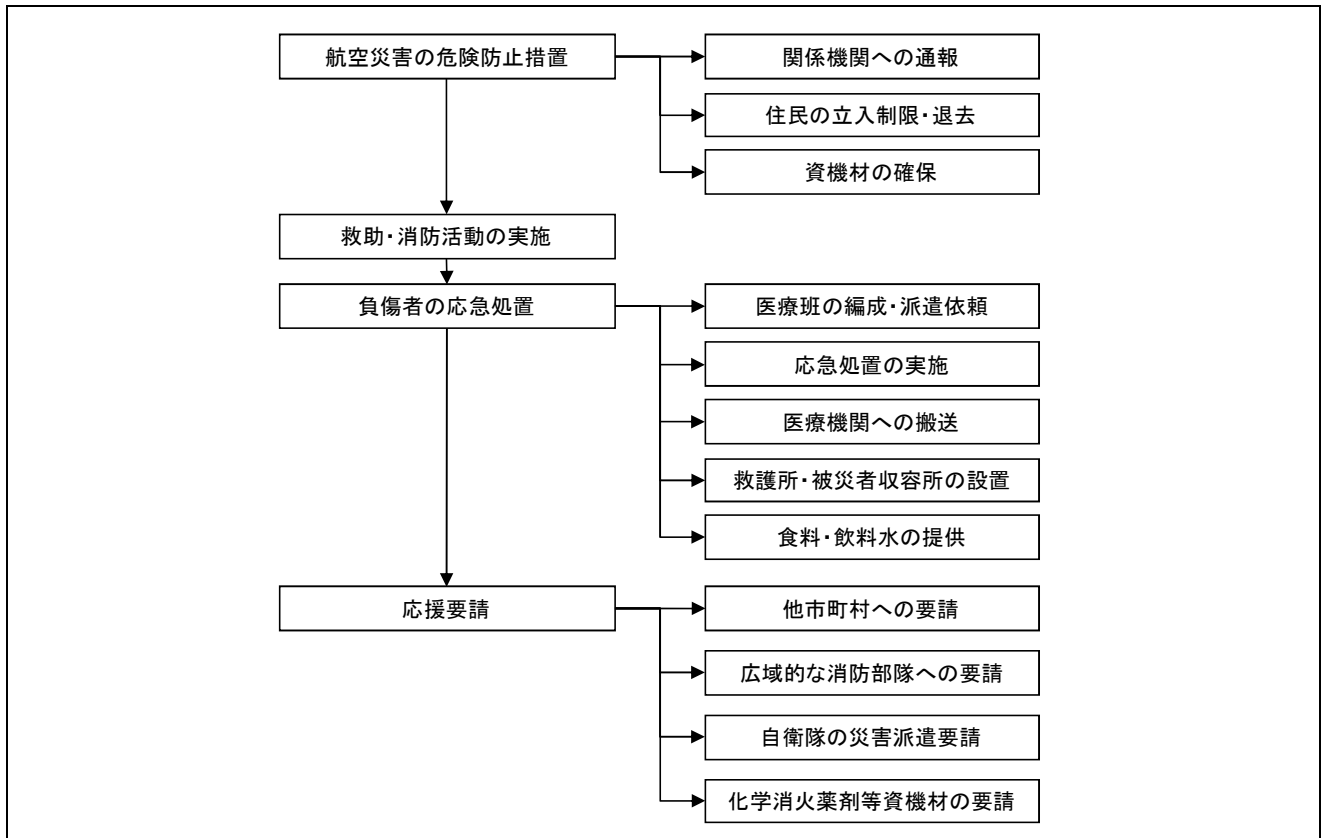 航空災害の危険防止措置
関係機関への通報
住民の立入制限・退去
資機材の確保
救助・消防活動の実施
負傷者の応急処置
医療班の編成・派遣依頼
応急処置の実施
医療機関への搬送
救護所・被災者収容所の設置
食料・飲料水の提供
応援要請
他市町村への要請
広域的な消防部隊への要請
自衛隊の災害派遣要請
化学消火薬剤等資機材の要請